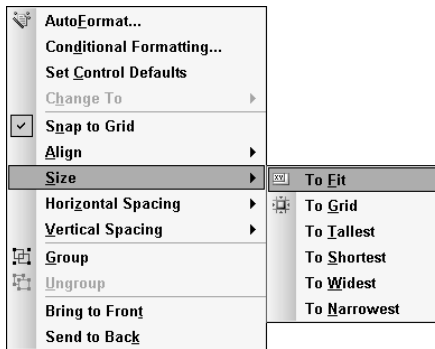 AutoFormat...
Conditional Formatting...
Set Control Defaults
Change To
Snap to Grid
Align
Size
To Fit
Horizontal Spacing
To Grid
Vertical Spacing
To Tallest
Group
To Shortest
Ungroup
To Widest
Bring to Front
To Narrowest
Send to Back